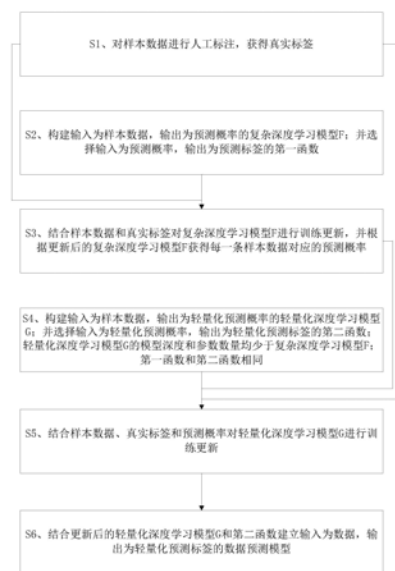 S1、对样本数据进行人工标注，获得真实标签
S2、构建输入为样本数据，输出为预测概率的复杂深度学习模型F；并选
择输入为预测概率，输出为预测标签的第一函数
S3、结合样本数据和真实标签对复杂深度学习模型F进行训练更新，并根
据更新后的复杂深度学习模型F获得每一条样本数据对应的预测概率
S4、构建输入为样本数据，输出为轻量化预测概率的轻量化深度学习模型
G；并选择输入为轻量化预测概率，输出为轻量化预测标签的第二函数；
轻量化深度学习模型G的模型深度和参数数量均少于复杂深度学习模型F；
第一函数和第二函数相同
S5、结合样本数据、真实标签和预测概率对轻量化深度学习模型G进行训
练更新
S6、结合更新后的轻量化深度学习模型G和第二函数建立输入为数据，输
出为轻量化预测标签的数据预测模型